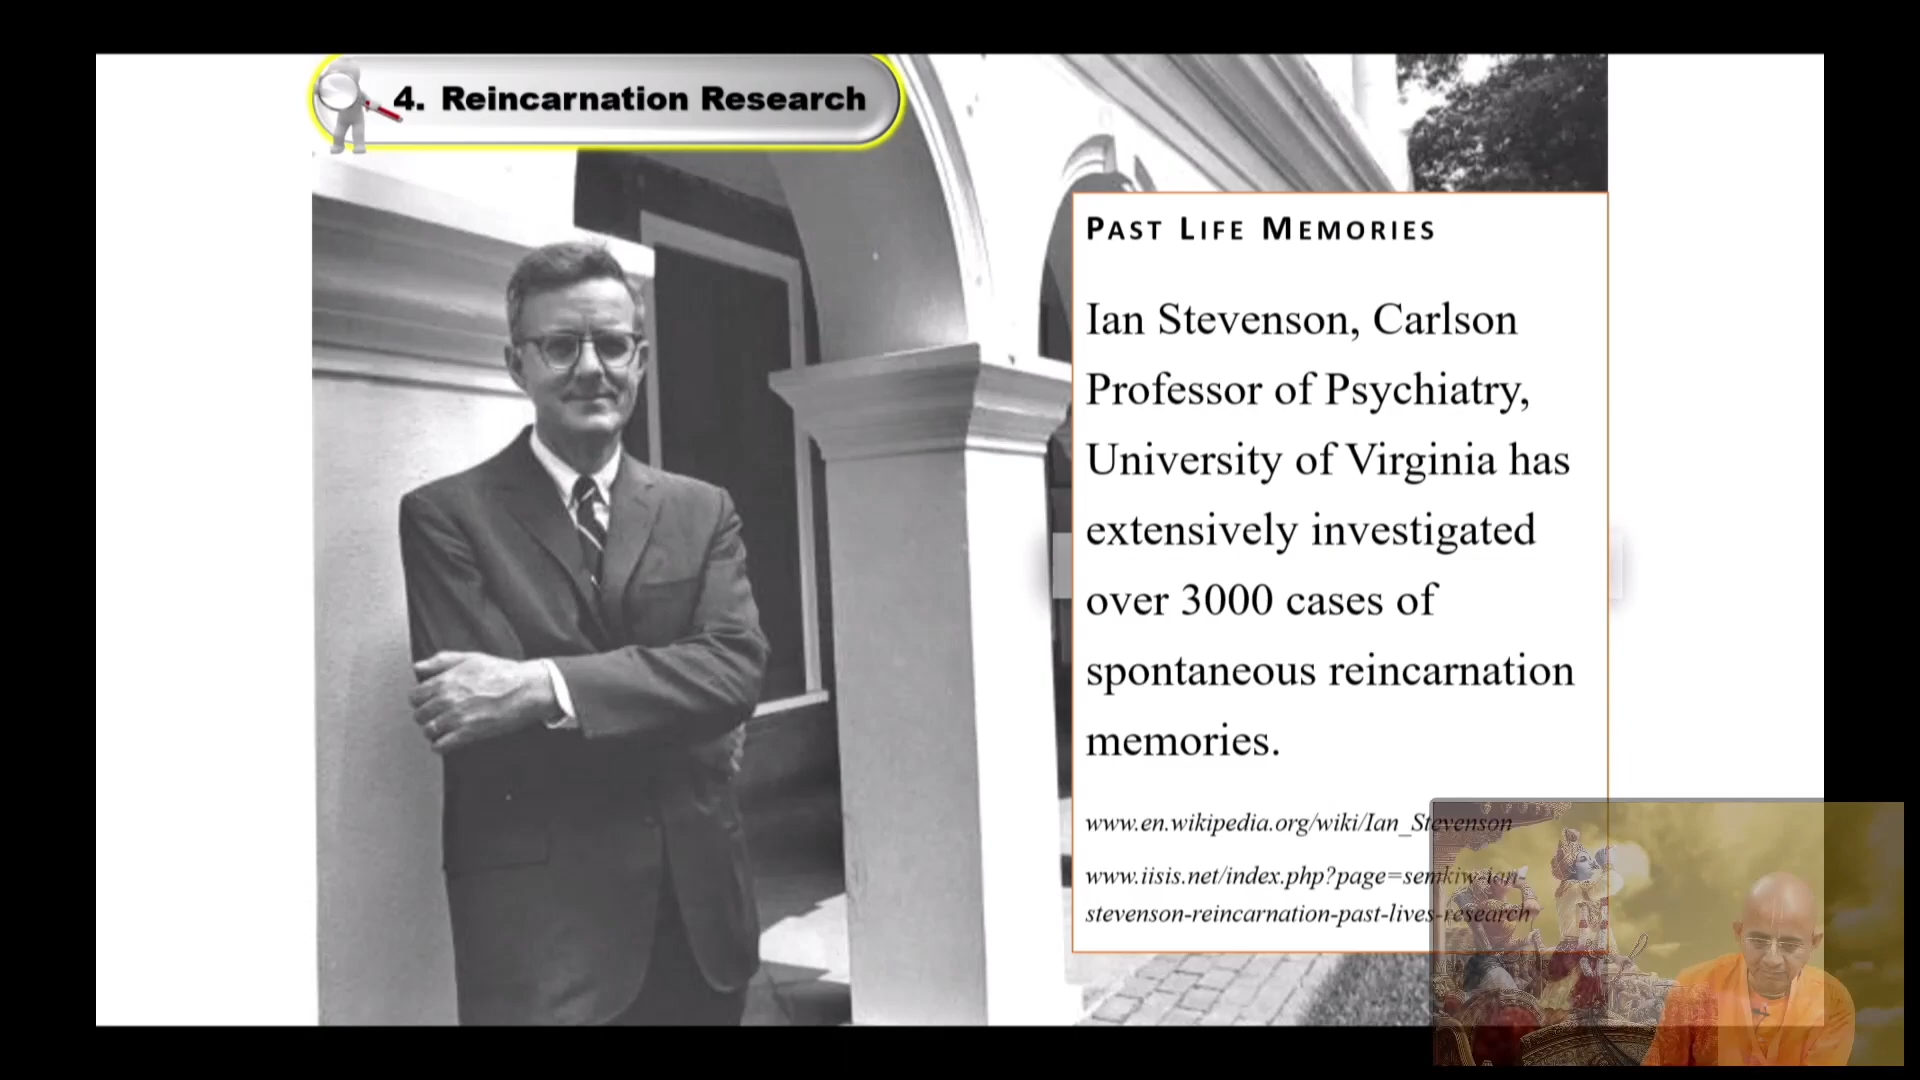 4. Reincarnation Research
PAST LIFE MEMORIES
Ian Stevenson, Carlson
Professor of Psychiatry,
University of Virginia has
extensively investigated
over 3000 cases of
spontaneous reincarnation
memories.
www.en.wikipedia.org/wiki/Ian_Stevenson
www.iisis.net/index.php?page=semkiw-ian-
stevenson-reincarnation-past-lives-research